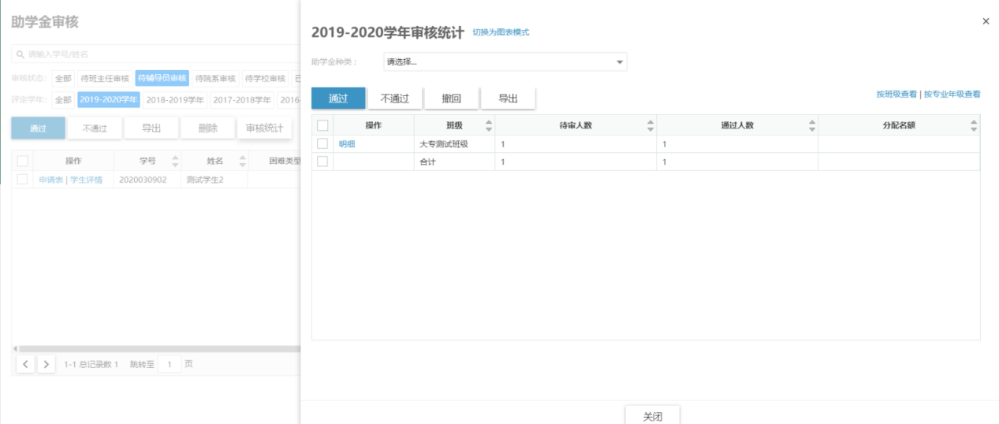 助学金审核
请输入学号/姓名
审核状态: 全部 待班主任审核 待辅导员审核 待院系审核 待学校审核
评定学年: 全部 2019-2020学年 2018-2019学年 2017-2018学年 2016-
通过 不通过 导出 删除 审核统计
操作 学号 姓名 困难类型
申请表 | 学生详情 2020030902 测试学生2
1-1 总记录数 1 跳转至 1 页
×
2019-2020学年审核统计 切换为图表模式
助学金种类: 请选择...
通过 不通过 撤回 导出
按班级查看 | 按专业年级查看
操作 班级 待审人数 通过人数 分配名额
明细 大专测试班级 1 1
合计 1 1
关闭